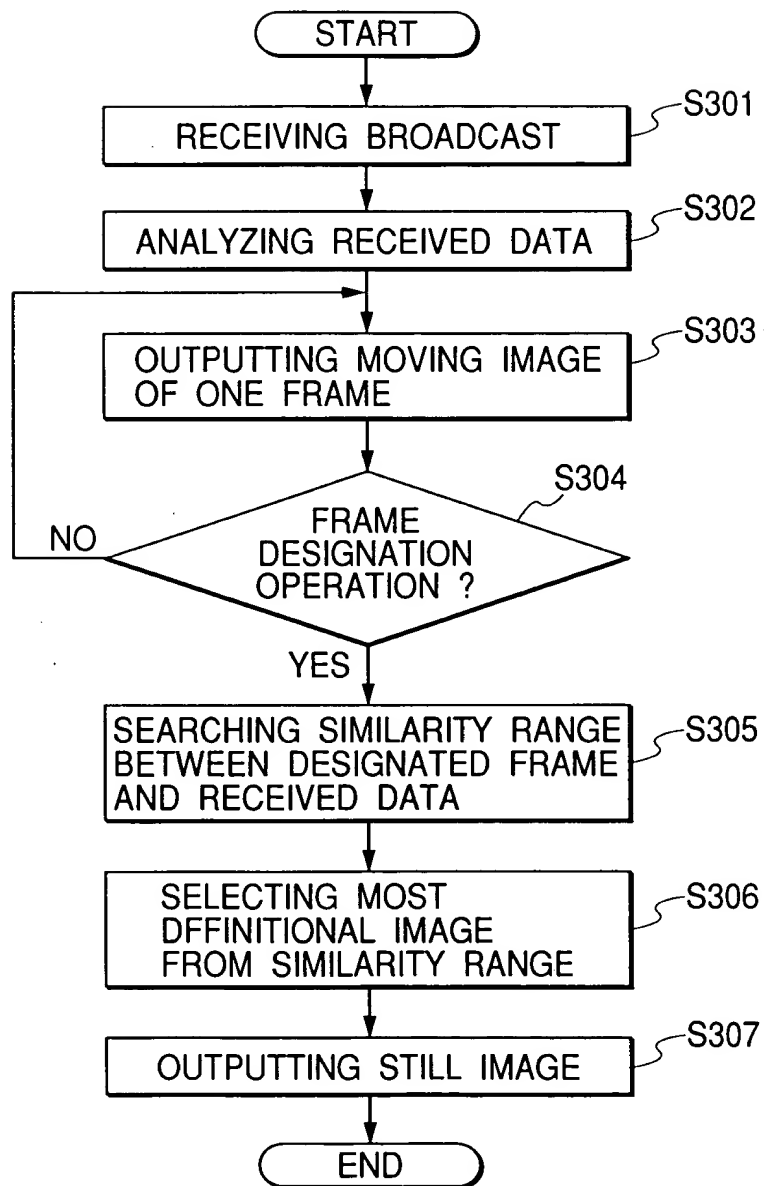 START
RECEIVING BROADCAST
S301
ANALYZING RECEIVED DATA
S302
OUTPUTTING MOVING IMAGE
OF ONE FRAME
S303
FRAME
DESIGNATION
OPERATION ?
S304
NO
YES
SEARCHING SIMILARITY RANGE
BETWEEN DESIGNATED FRAME
AND RECEIVED DATA
S305
SELECTING MOST
DFFINITIONAL IMAGE
FROM SIMILARITY RANGE
S306
OUTPUTTING STILL IMAGE
S307
END